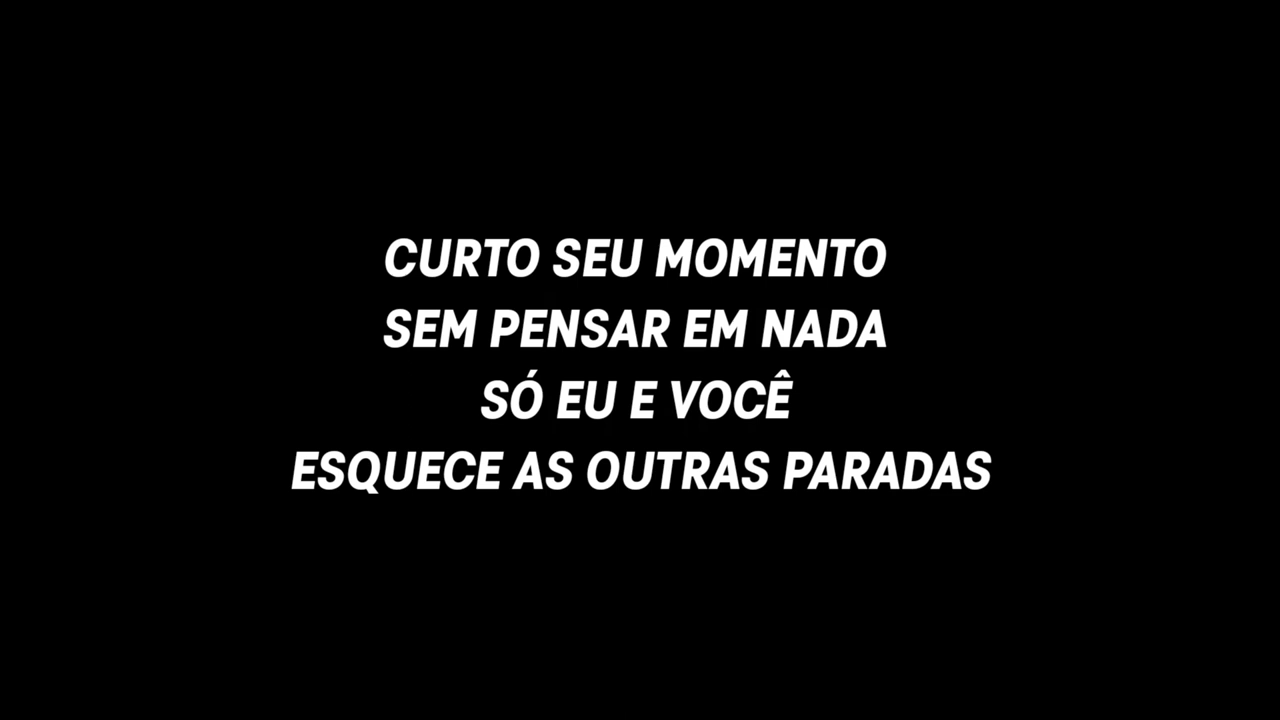 CURTO SEU MOMENTO
SEM PENSAR EM NADA
SÓ EU E VOCÊ
ESQUECE AS OUTRAS PARADAS